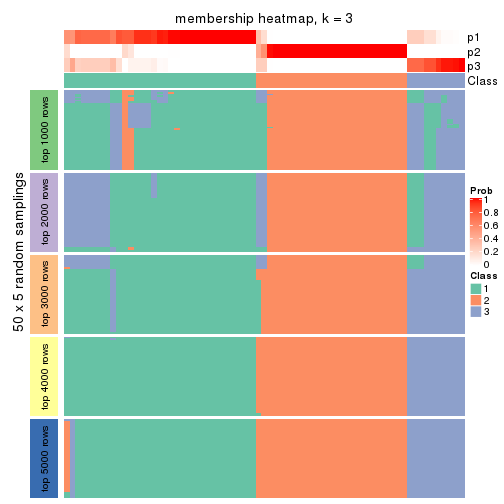 membership heatmap, k = 3
p1
p2
p3
Class
50 x 5 random samplings
top 1000 rows
top 2000 rows
top 3000 rows
top 4000 rows
top 5000 rows
Prob
1
0.8
0.6
0.4
0.2
0
Class
1
2
3